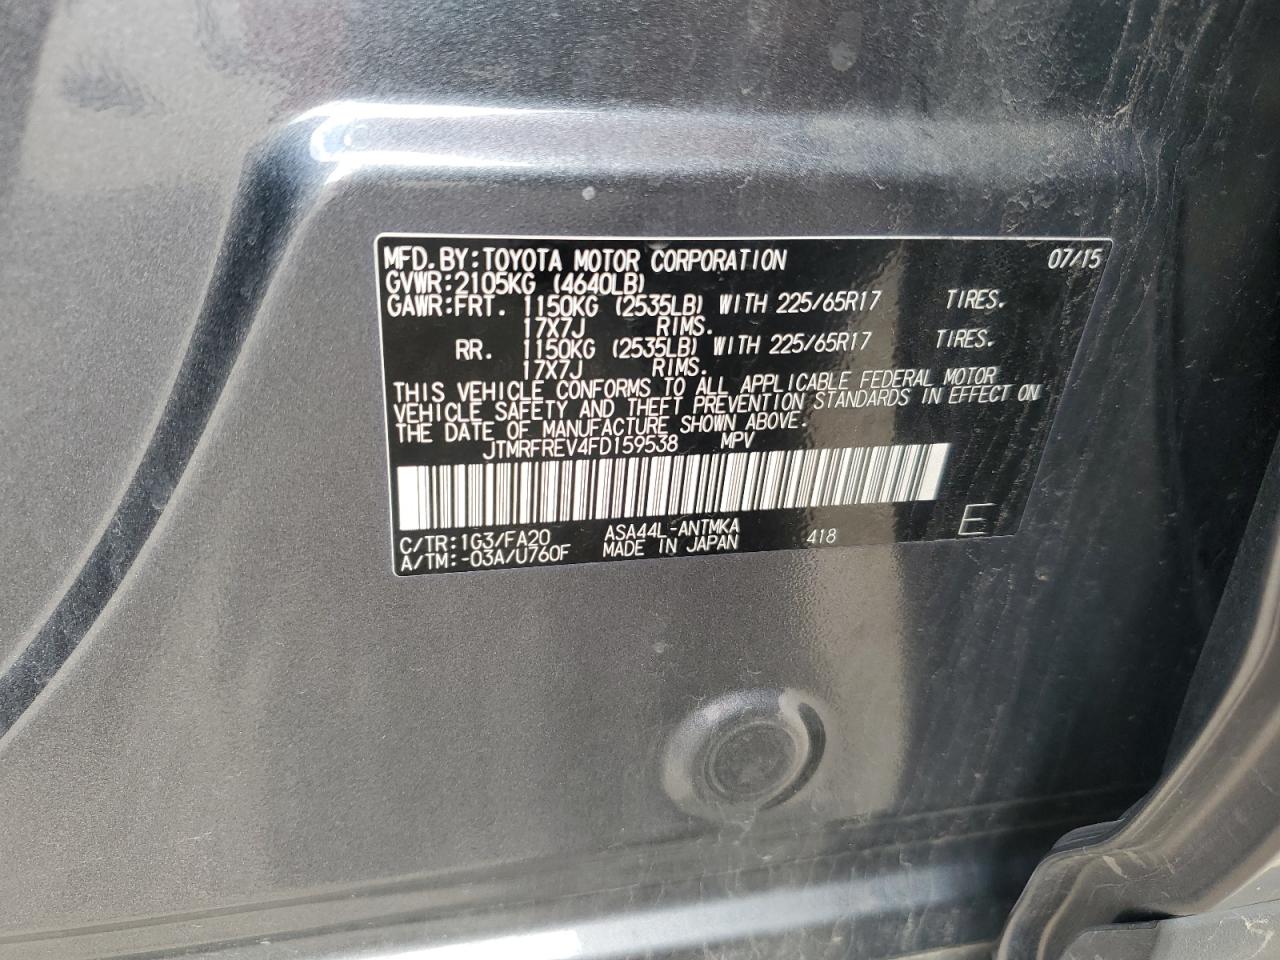 MFD.BY:TOYOTA MOTOR CORPORATION 07/15
GVWR:2105KG (4640LB)
GAWR:FRT. 1150KG (2535LB) WITH 225/65R17 TIRES.
17X7J RIMS.
RR. 1150KG (2535LB) WITH 225/65R17 TIRES.
17X7J RIMS.
THIS VEHICLE CONFORMS TO ALL APPLICABLE FEDERAL MOTOR
VEHICLE SAFETY AND THEFT PREVENTION STANDARDS IN EFFECT ON
THE DATE OF MANUFACTURE SHOWN ABOVE.
JTMRFREV4FD159538 MPV
C/TR:1G3/FA20 ASA44L-ANTMKA 418 E
A/TM:-03A/U760F MADE IN JAPAN